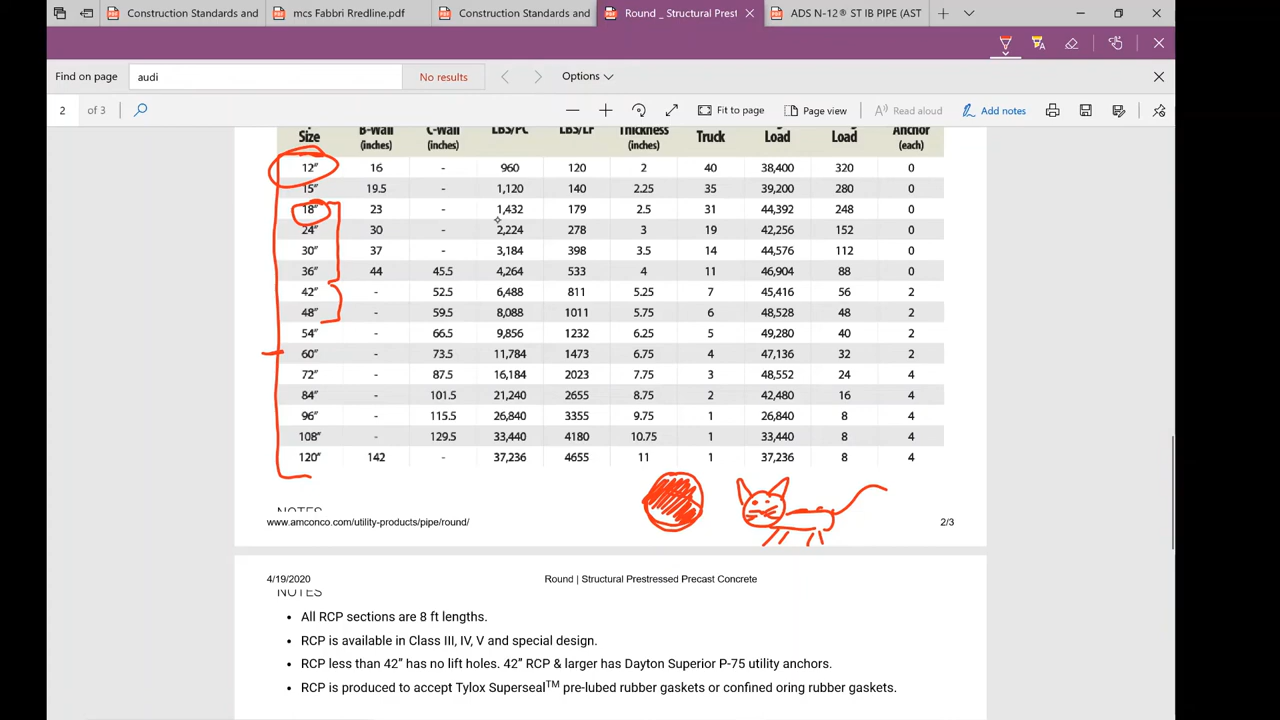 Construction Standards and
mcs Fabbri Rredline.pdf
Construction Standards and
Round _ Structural Prest
ADS N-12® ST IB PIPE (AST
Find on page
audi
No results
Options
2 of 3
Fit to page
Page view
Read aloud
Add notes
Size
B-Wall (inches)
C-Wall (inches)
LBS/PC
LBS/LF
Thickness (inches)
Truck
Load
Load
Anchor (each)
12" 16 - 960 120 2 40 38,400 320 0
15" 19.5 - 1,120 140 2.25 35 39,200 280 0
18" 23 - 1,432 179 2.5 31 44,392 248 0
24" 30 - 2,224 278 3 19 42,256 152 0
30" 37 - 3,184 398 3.5 14 44,576 112 0
36" 44 45.5 4,264 533 4 11 46,904 88 0
42" - 52.5 6,488 811 5.25 7 45,416 56 2
48" - 59.5 8,088 1011 5.75 6 48,528 48 2
54" - 66.5 9,856 1232 6.25 5 49,280 40 2
60" - 73.5 11,784 1473 6.75 4 47,136 32 2
72" - 87.5 16,184 2023 7.75 3 48,552 24 4
84" - 101.5 21,240 2655 8.75 2 42,480 16 4
96" - 115.5 26,840 3355 9.75 1 26,840 8 4
108" - 129.5 33,440 4180 10.75 1 33,440 8 4
120" 142 - 37,236 4655 11 1 37,236 8 4
NOTES
www.amconco.com/utility-products/pipe/round/ 2/3
4/19/2020 Round | Structural Prestressed Precast Concrete
NOTES
• All RCP sections are 8 ft lengths.
• RCP is available in Class III, IV, V and special design.
• RCP less than 42" has no lift holes. 42" RCP & larger has Dayton Superior P-75 utility anchors.
• RCP is produced to accept Tylox Superseal™ pre-lubed rubber gaskets or confined oring rubber gaskets.